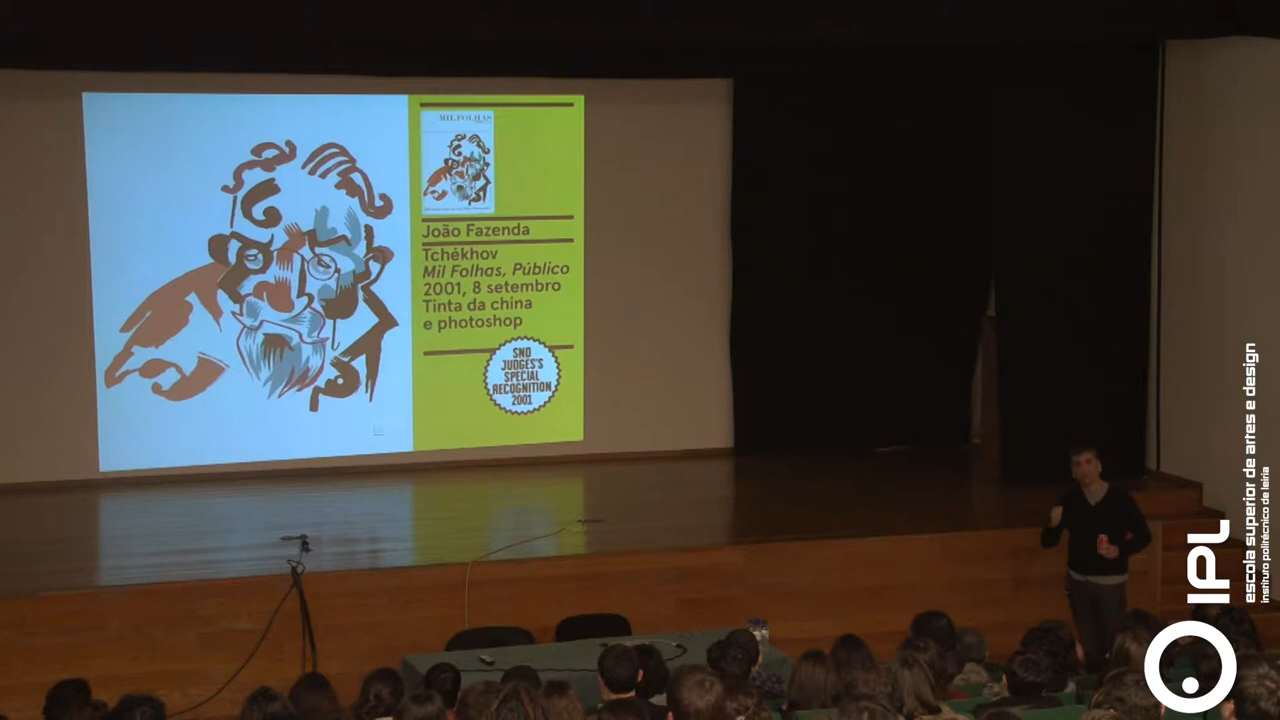 MIL FOLHAS
João Fazenda
Tchékhov
Mil Folhas, Público
2001, 8 setembro
Tinta da china
e photoshop
SND
JUDGES'S
SPECIAL
RECOGNITION
2001
IPL
escola superior de artes e design
instituto politécnico de leiria